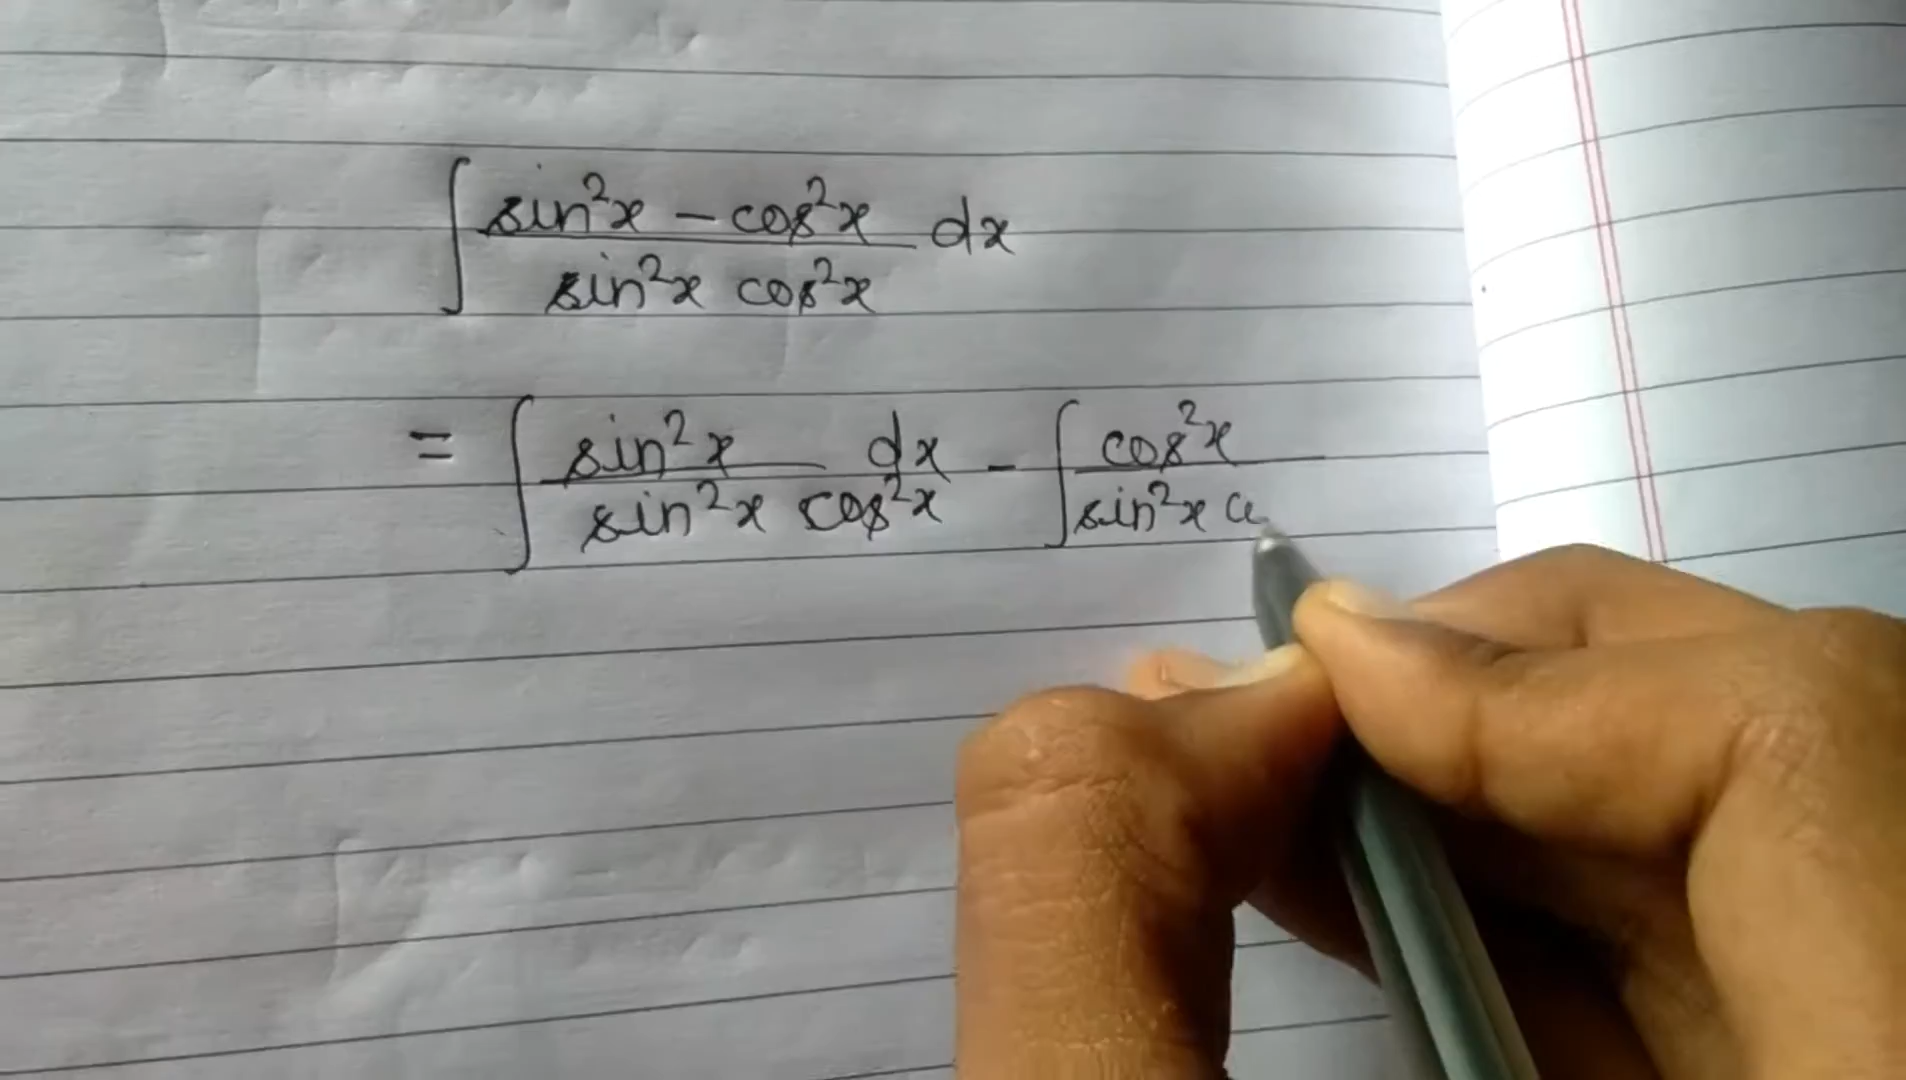 ∫ sin²x − cos²x / sin²x cos²x dx
= ∫ sin²x / sin²x cos²x dx − ∫ cos²x / sin²x c